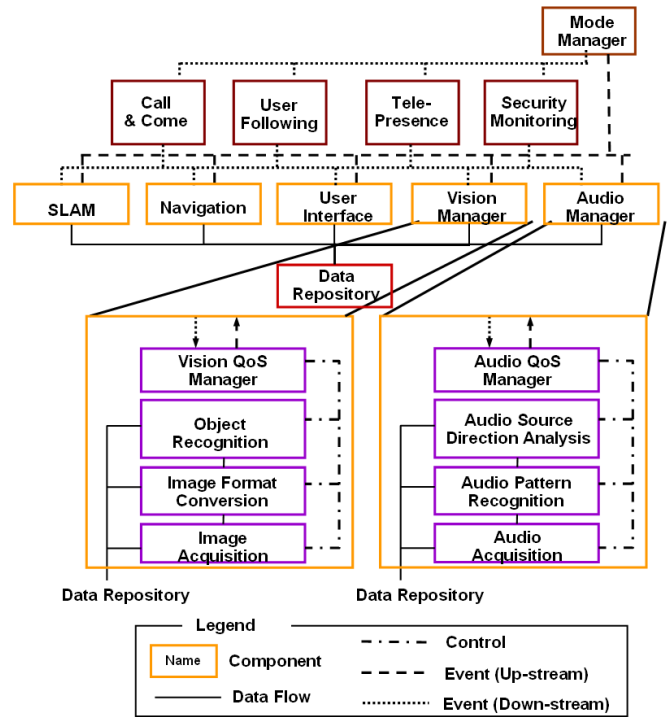 Mode
Manager
Call
& Come
User
Following
Tele-
Presence
Security
Monitoring
SLAM
Navigation
User
Interface
Vision
Manager
Audio
Manager
Data
Repository
Vision QoS
Manager
Object
Recognition
Image Format
Conversion
Image
Acquisition
Audio QoS
Manager
Audio Source
Direction Analysis
Audio Pattern
Recognition
Audio
Acquisition
Data Repository
Data Repository
Legend
Name
Component
Data Flow
Control
Event (Up-stream)
Event (Down-stream)